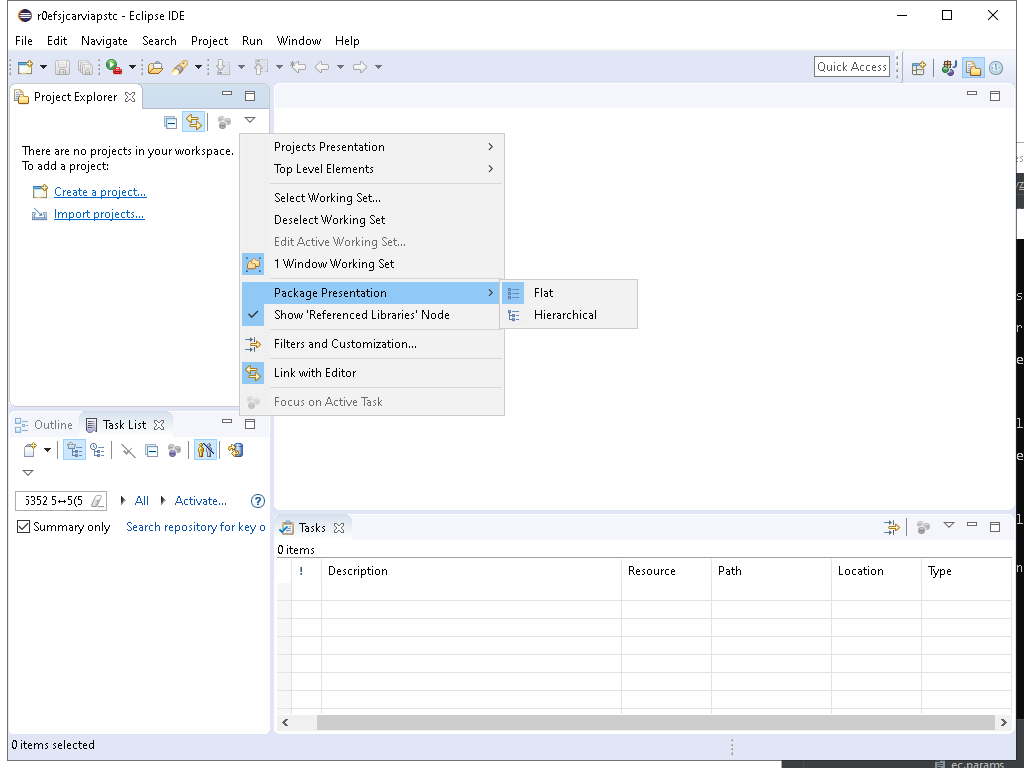 r0efsjcarviapstc - Eclipse IDE
File Edit Navigate Search Project Run Window Help
Quick Access
Project Explorer
There are no projects in your workspace.
To add a project:
Create a project...
Import projects...
Projects Presentation
Top Level Elements
Select Working Set...
Deselect Working Set
Edit Active Working Set...
1 Window Working Set
Package Presentation
Show 'Referenced Libraries' Node
Filters and Customization...
Link with Editor
Focus on Active Task
Flat
Hierarchical
Outline Task List
5352 5↔5(5 All Activate...
Summary only Search repository for key o
Tasks
0 items
! Description Resource Path Location Type
0 items selected
ec.params